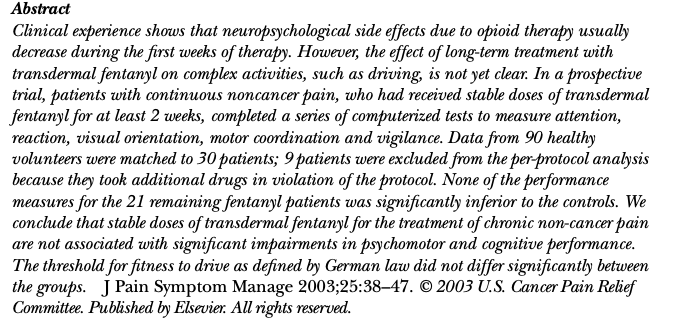 Abstract
Clinical experience shows that neuropsychological side effects due to opioid therapy usually
decrease during the first weeks of therapy. However, the effect of long-term treatment with
transdermal fentanyl on complex activities, such as driving, is not yet clear. In a prospective
trial, patients with continuous noncancer pain, who had received stable doses of transdermal
fentanyl for at least 2 weeks, completed a series of computerized tests to measure attention,
reaction, visual orientation, motor coordination and vigilance. Data from 90 healthy
volunteers were matched to 30 patients; 9 patients were excluded from the per-protocol analysis
because they took additional drugs in violation of the protocol. None of the performance
measures for the 21 remaining fentanyl patients was significantly inferior to the controls. We
conclude that stable doses of transdermal fentanyl for the treatment of chronic non-cancer pain
are not associated with significant impairments in psychomotor and cognitive performance.
The threshold for fitness to drive as defined by German law did not differ significantly between
the groups. J Pain Symptom Manage 2003;25:38–47. © 2003 U.S. Cancer Pain Relief
Committee. Published by Elsevier. All rights reserved.